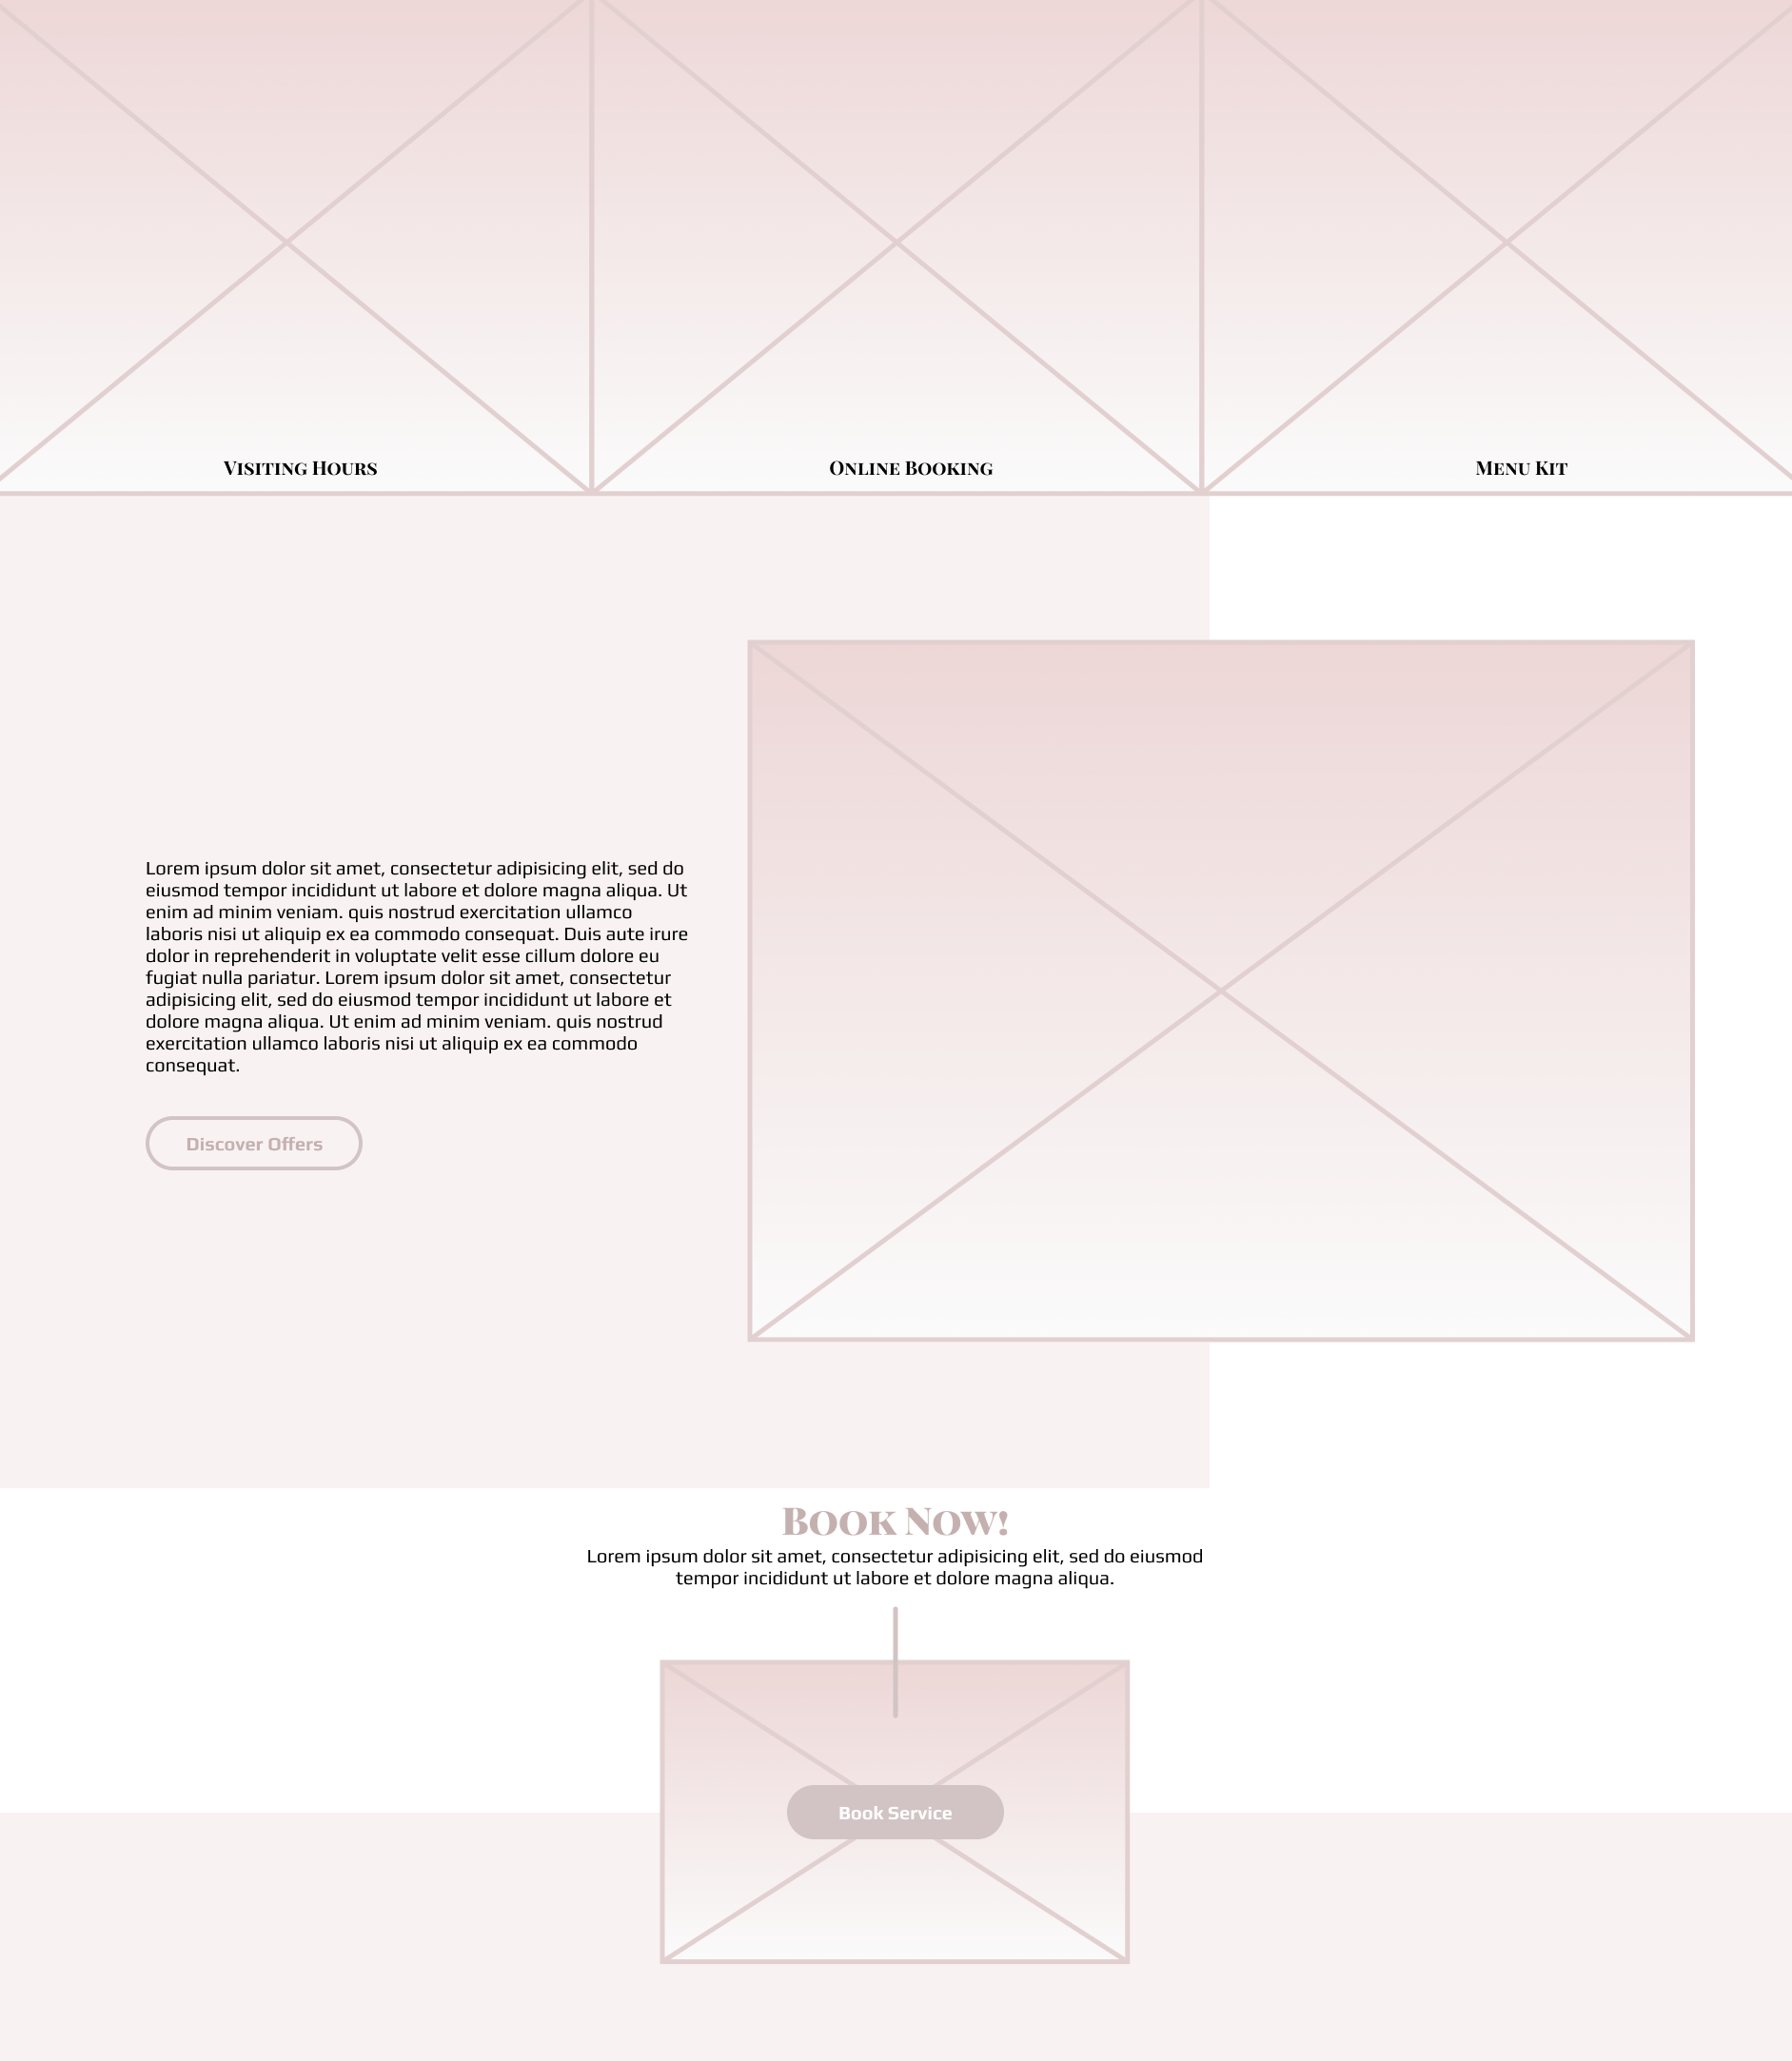 Visiting Hours
Online Booking
Menu Kit
Lorem ipsum dolor sit amet, consectetur adipisicing elit, sed do
eiusmod tempor incididunt ut labore et dolore magna aliqua. Ut
enim ad minim veniam. quis nostrud exercitation ullamco
laboris nisi ut aliquip ex ea commodo consequat. Duis aute irure
dolor in reprehenderit in voluptate velit esse cillum dolore eu
fugiat nulla pariatur. Lorem ipsum dolor sit amet, consectetur
adipisicing elit, sed do eiusmod tempor incididunt ut labore et
dolore magna aliqua. Ut enim ad minim veniam. quis nostrud
exercitation ullamco laboris nisi ut aliquip ex ea commodo
consequat.
Discover Offers
Book Now!
Lorem ipsum dolor sit amet, consectetur adipisicing elit, sed do eiusmod
tempor incididunt ut labore et dolore magna aliqua.
Book Service